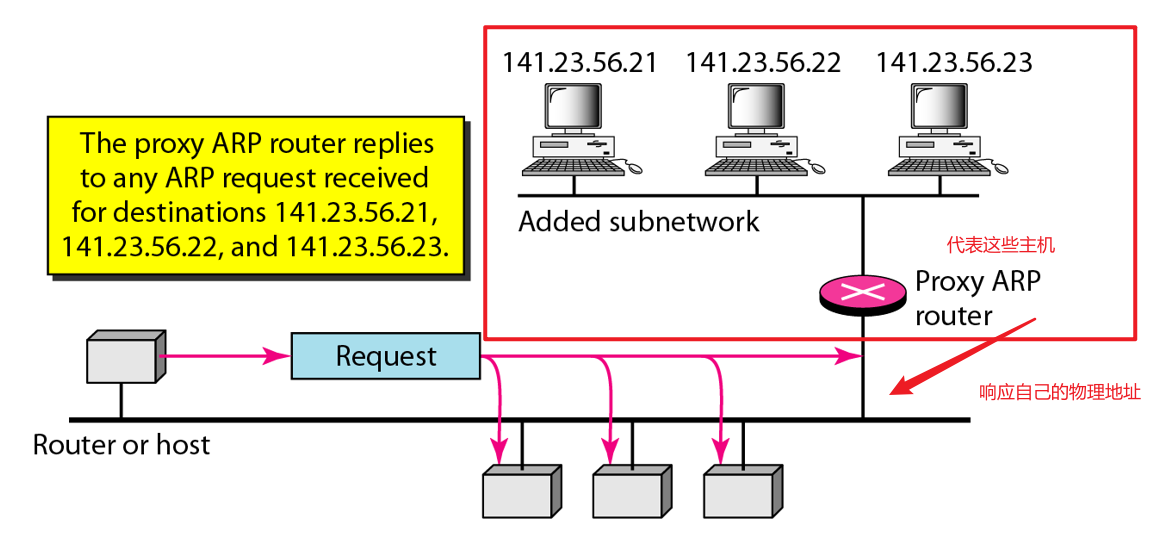 141.23.56.21 141.23.56.22 141.23.56.23
The proxy ARP router replies
to any ARP request received
for destinations 141.23.56.21,
141.23.56.22, and 141.23.56.23.
Added subnetwork
代表这些主机
Proxy ARP
router
Request
响应自己的物理地址
Router or host